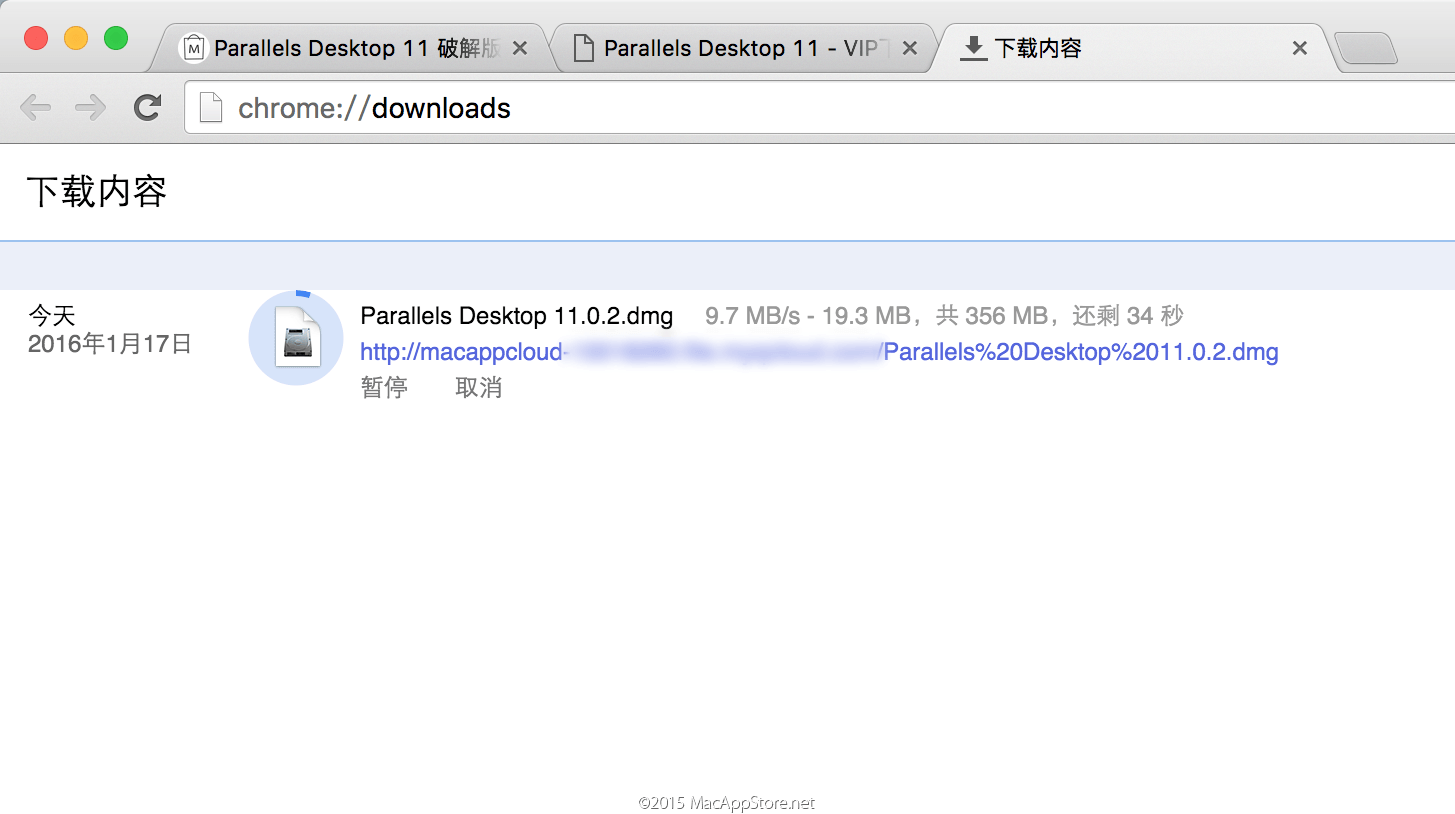 Parallels Desktop 11 破解版
Parallels Desktop 11 - VIP
下载内容
chrome://downloads
下载内容
今天
2016年1月17日
Parallels Desktop 11.0.2.dmg 9.7 MB/s - 19.3 MB，共 356 MB，还剩 34 秒
http://macappcloud- /Parallels%20Desktop%2011.0.2.dmg
暂停 取消
©2015 MacAppStore.net